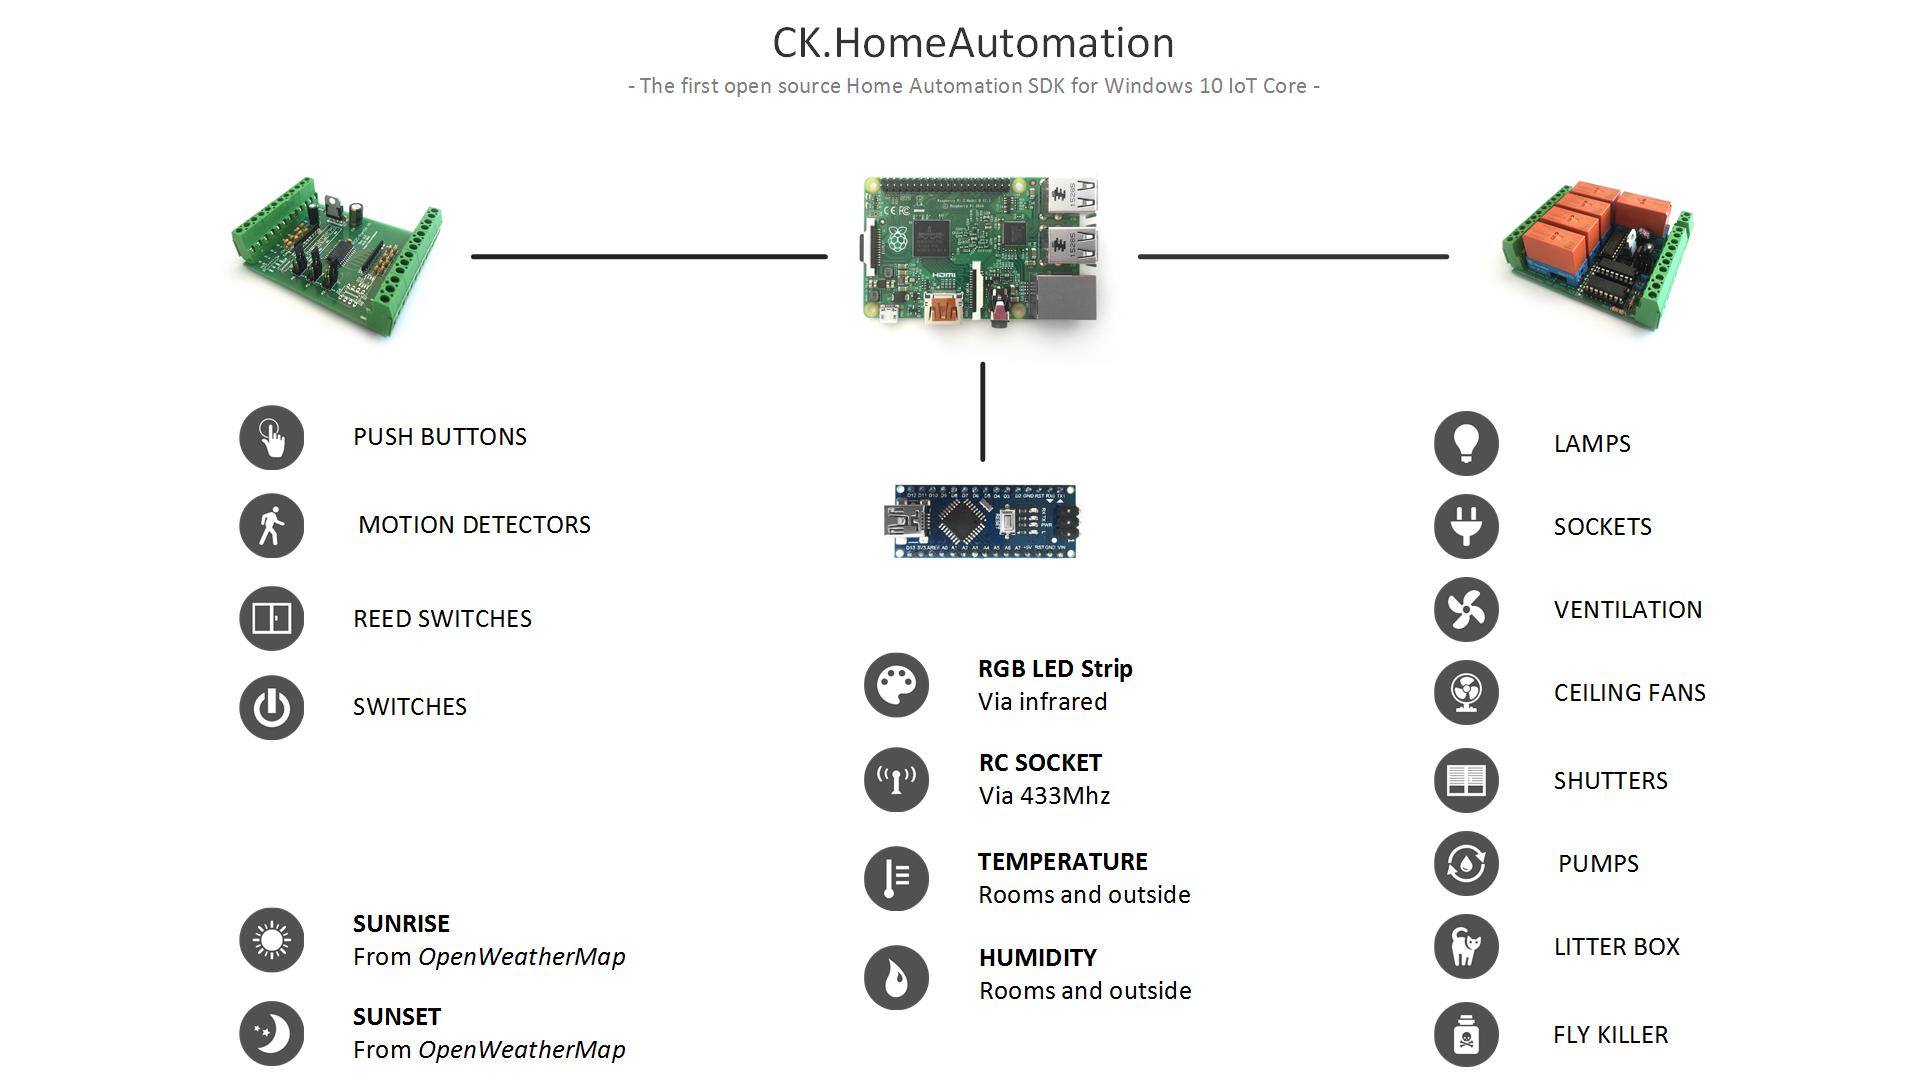 CK.HomeAutomation
- The first open source Home Automation SDK for Windows 10 IoT Core -
PUSH BUTTONS
MOTION DETECTORS
REED SWITCHES
SWITCHES
SUNRISE
From OpenWeatherMap
SUNSET
From OpenWeatherMap
HDMI
RGB LED Strip
Via infrared
RC SOCKET
Via 433Mhz
TEMPERATURE
Rooms and outside
HUMIDITY
Rooms and outside
LAMPS
SOCKETS
VENTILATION
CEILING FANS
SHUTTERS
PUMPS
LITTER BOX
FLY KILLER